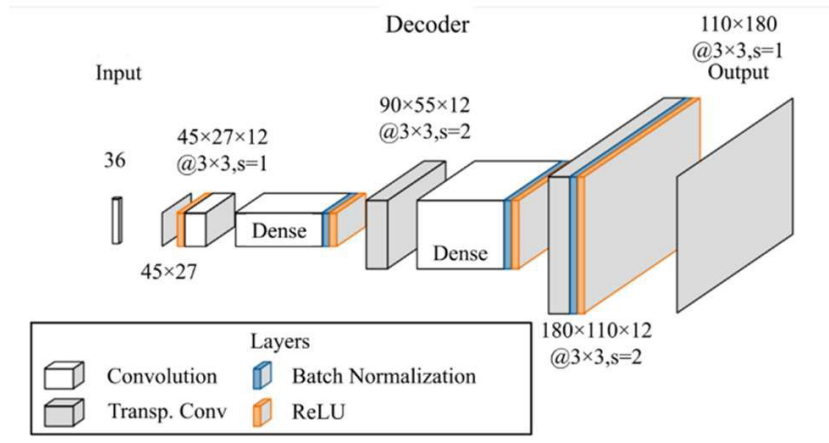 Decoder
110×180
@3×3,s=1
Output
Input
90×55×12
@3×3,s=2
45×27×12
@3×3,s=1
36
Dense
Dense
45×27
180×110×12
@3×3,s=2
Layers
Convolution
Batch Normalization
Transp. Conv
ReLU